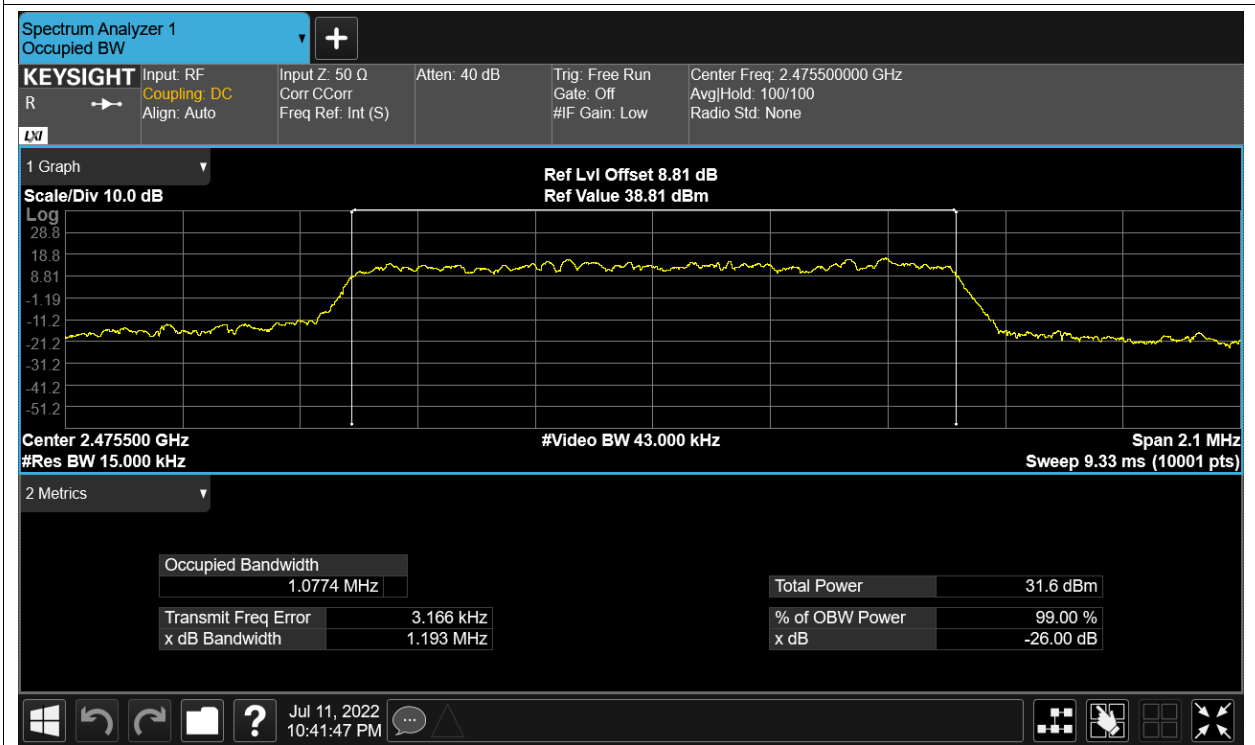 Spectrum Analyzer 1
Occupied BW
KEYSIGHT
R
LXI
Input: RF
Coupling: DC
Align: Auto
Input Z: 50 Ω
Corr CCorr
Freq Ref: Int (S)
Atten: 40 dB
Trig: Free Run
Gate: Off
#IF Gain: Low
Center Freq: 2.475500000 GHz
Avg|Hold: 100/100
Radio Std: None
1 Graph
Scale/Div 10.0 dB
Ref Lvl Offset 8.81 dB
Ref Value 38.81 dBm
Log
28.8
18.8
8.81
-1.19
-11.2
-21.2
-31.2
-41.2
-51.2
Center 2.475500 GHz
#Video BW 43.000 kHz
Span 2.1 MHz
#Res BW 15.000 kHz
Sweep 9.33 ms (10001 pts)
2 Metrics
Occupied Bandwidth
1.0774 MHz
Total Power 31.6 dBm
Transmit Freq Error 3.166 kHz
% of OBW Power 99.00 %
x dB Bandwidth 1.193 MHz
x dB -26.00 dB
?
Jul 11, 2022
10:41:47 PM